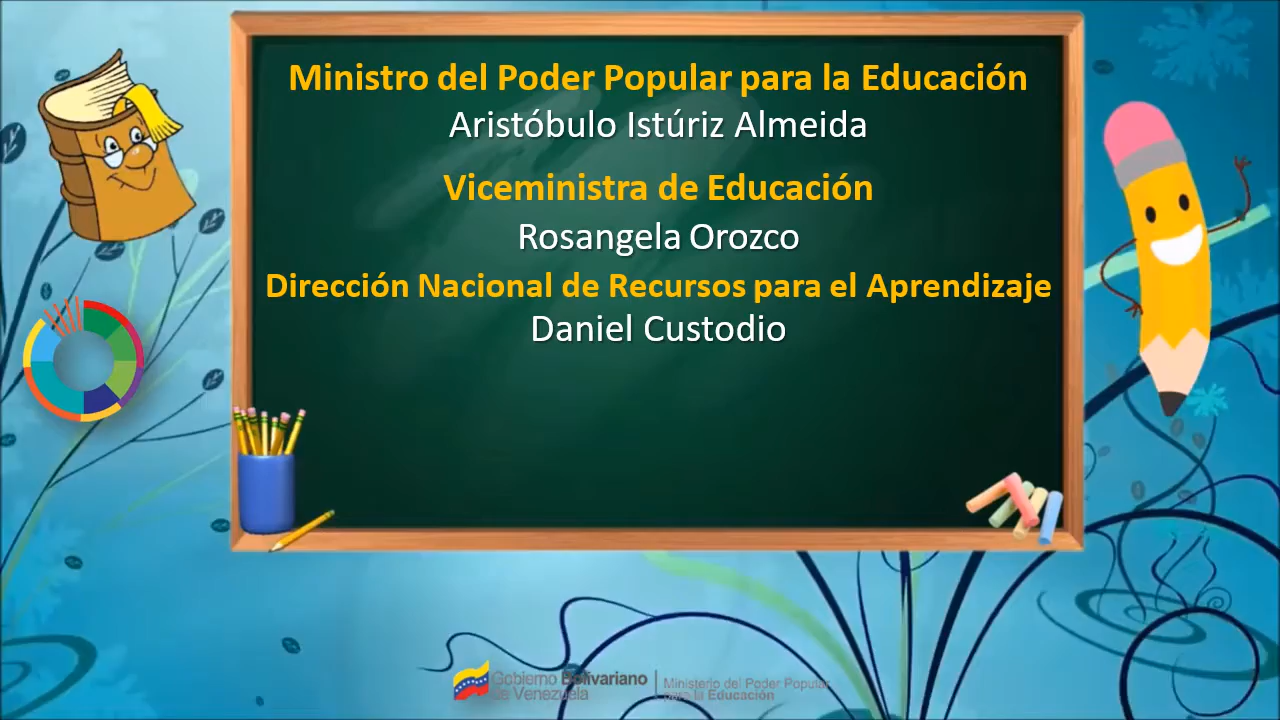 Ministro del Poder Popular para la Educación
Aristóbulo Istúriz Almeida
Viceministra de Educación
Rosangela Orozco
Dirección Nacional de Recursos para el Aprendizaje
Daniel Custodio
Gobierno Bolivariano
de Venezuela
Ministerio del Poder Popular
para la Educación